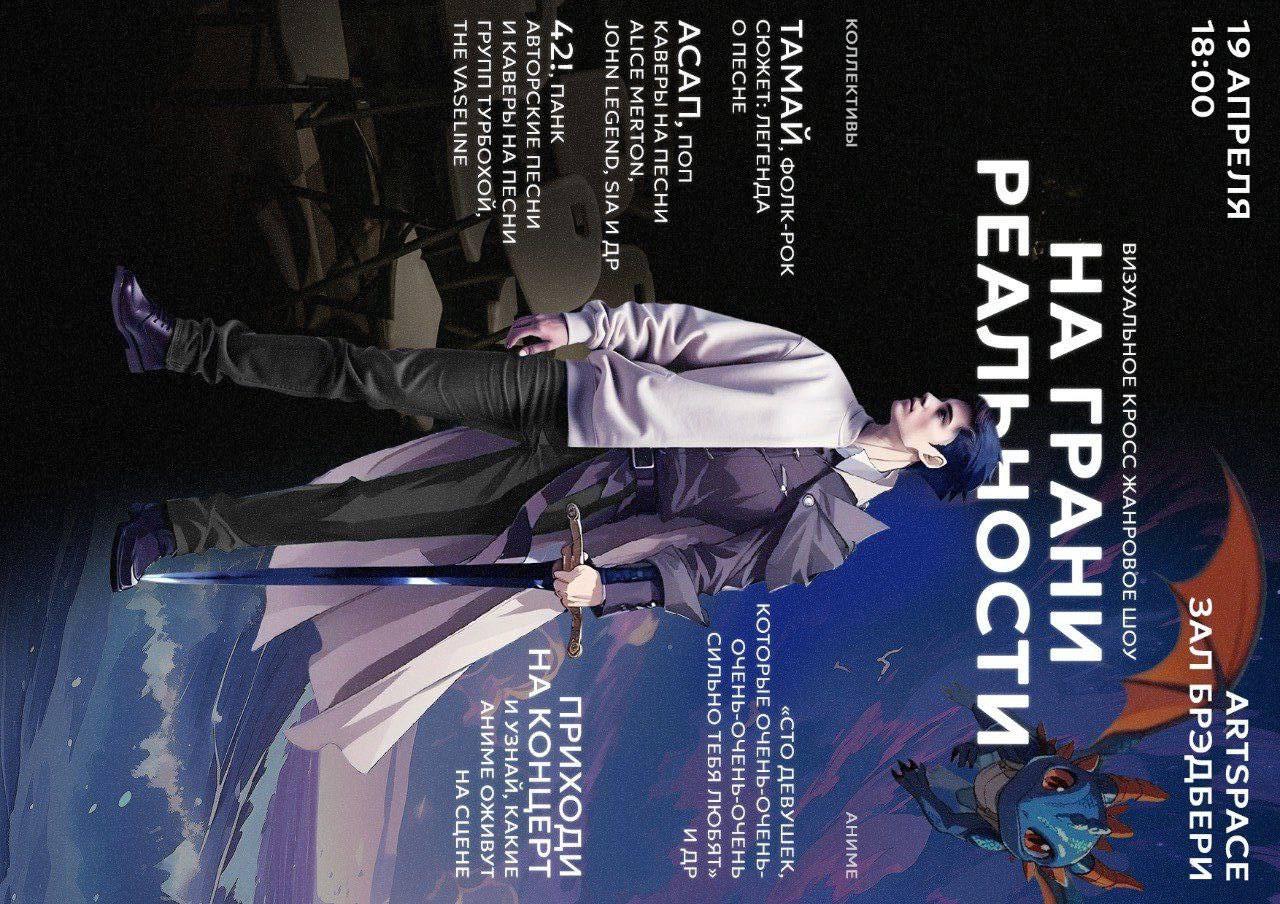 19 АПРЕЛЯ
18:00
ARTSPACE
ЗАЛ БРЭДБЕРИ
ВИЗУАЛЬНОЕ КРОСС ЖАНРОВОЕ ШОУ
НА ГРАНИ
РЕАЛЬНОСТИ
КОЛЛЕКТИВЫ
ТАМАЙ, ФОЛК-РОК
СЮЖЕТ: ЛЕГЕНДА
О ПЕСНЕ
АСАП, ПОП
КАВЕРЫ НА ПЕСНИ
ALICE MERTON,
JOHN LEGEND, SIA И ДР
42!, ПАНК
АВТОРСКИЕ ПЕСНИ
И КАВЕРЫ НА ПЕСНИ
ГРУПП ТУРБОХОЙ,
THE VASELINE
АНИМЕ
«СТО ДЕВУШЕК,
КОТОРЫЕ ОЧЕНЬ-ОЧЕНЬ-
ОЧЕНЬ-ОЧЕНЬ-ОЧЕНЬ
СИЛЬНО ТЕБЯ ЛЮБЯТ»
И ДР
ПРИХОДИ
НА КОНЦЕРТ
И УЗНАЙ, КАКИЕ
АНИМЕ ОЖИВУТ
НА СЦЕНЕ